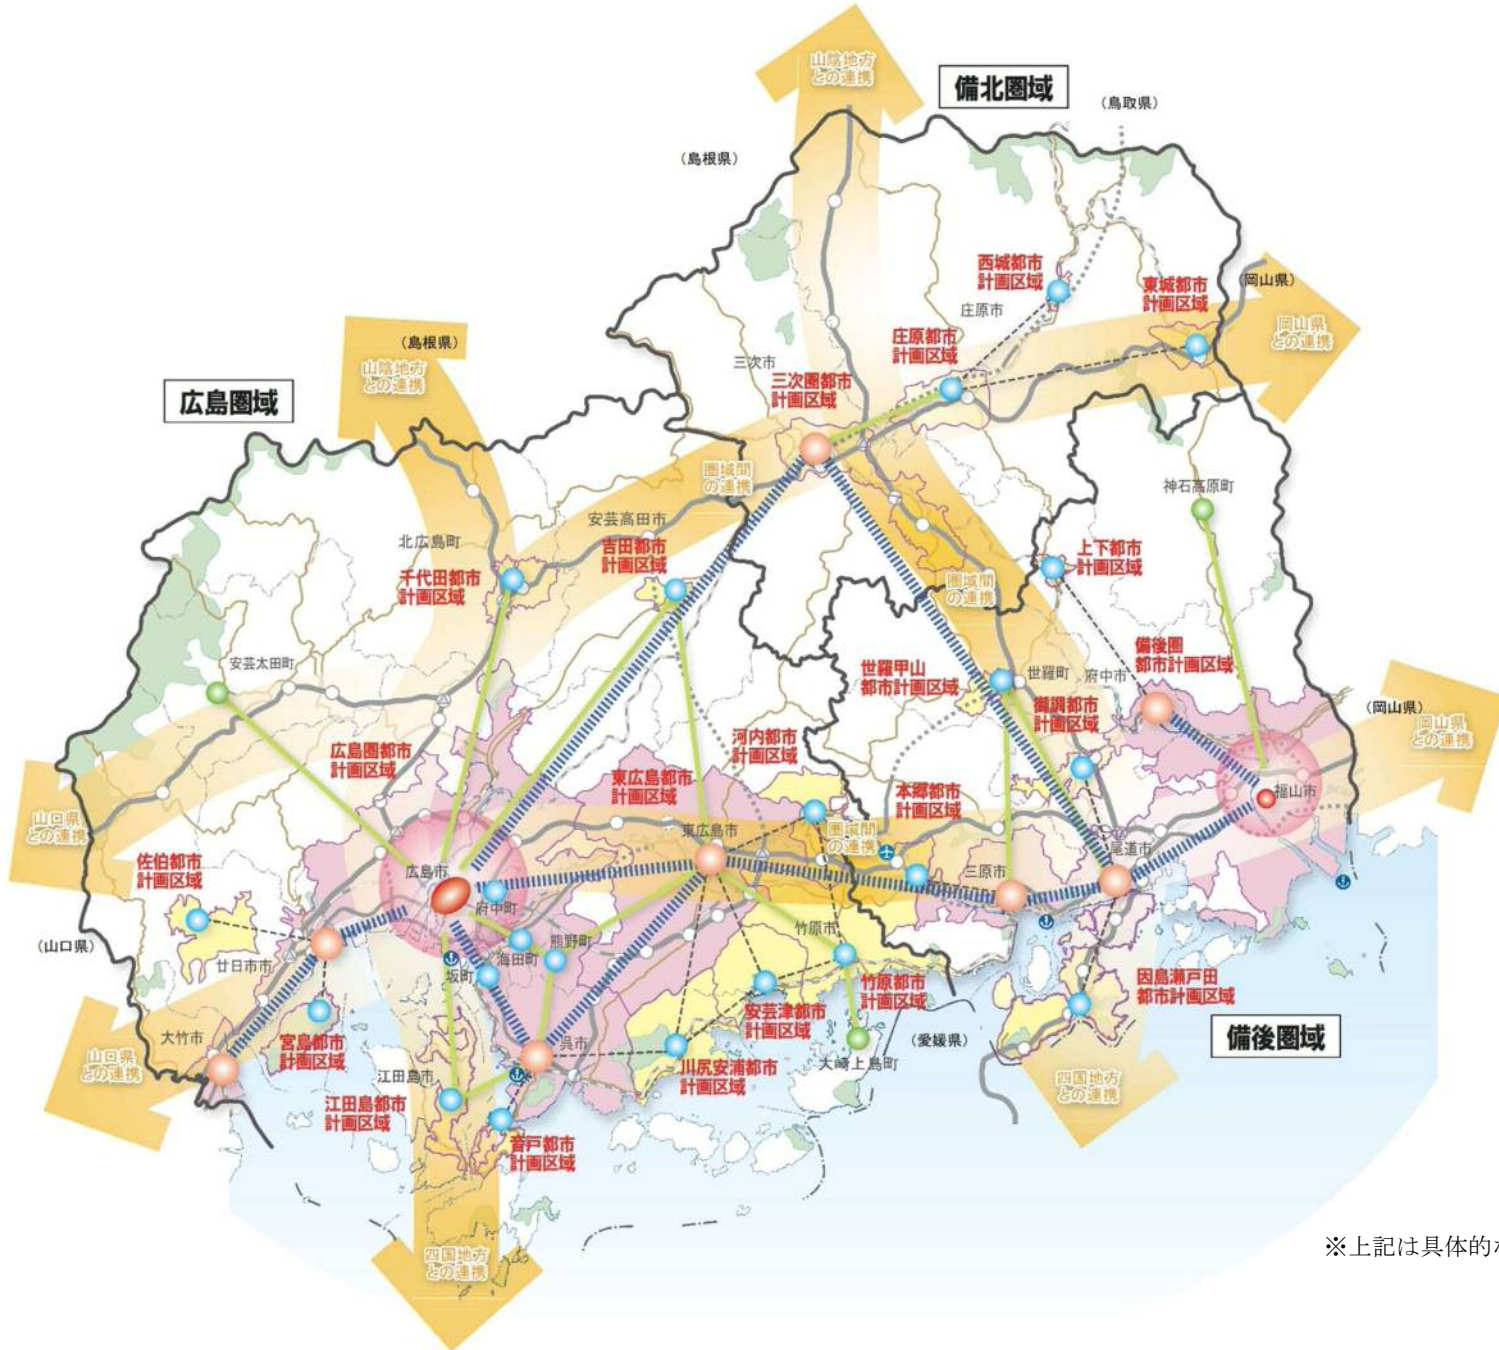 山陰地方
との連携
備北圏域
（鳥取県）
（島根県）
西城都市
計画区域
東城都市
計画区域
（岡山県）
庄原市
岡山県
との連携
庄原都市
計画区域
三次市
三次圏都市
計画区域
（島根県）
山陰地方
との連携
広島圏域
圏域間
の連携
神石高原町
安芸高田市
北広島町
吉田都市
計画区域
千代田都市
計画区域
上下都市
計画区域
圏域間
の連携
安芸太田町
備後圏
都市計画区域
世羅甲山
都市計画区域
世羅町
府中市
御調都市
計画区域
（岡山県）
岡山県
との連携
広島圏都市
計画区域
河内都市
計画区域
東広島都市
計画区域
本郷都市
計画区域
福山市
山口県
との連携
東広島市
圏域間
の連携
尾道市
佐伯都市
計画区域
広島市
三原市
府中町
竹原市
熊野町
（山口県）
海田町
廿日市市
坂町
竹原都市
計画区域
因島瀬戸田
都市計画区域
安芸津都市
計画区域
大竹市
宮島都市
計画区域
呉市
（愛媛県）
備後圏域
山口県
との連携
江田島市
川尻安浦都市
計画区域
大崎上島町
四国地方
との連携
江田島都市
計画区域
音戸都市
計画区域
四国地方
との連携
※上記は具体的な